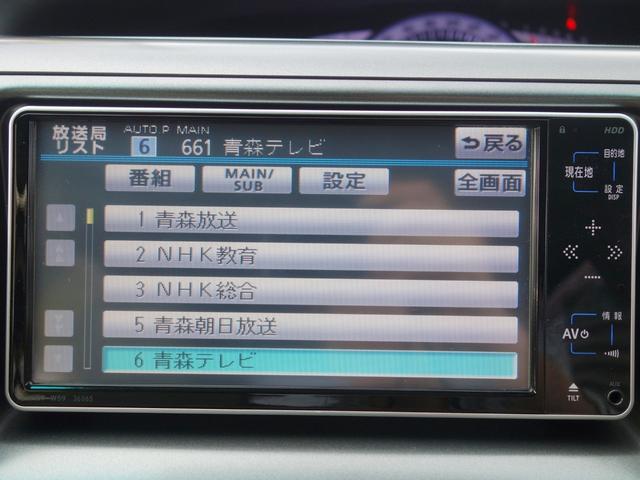 放送局
リスト
AUTO.P MAIN
6 661 青森テレビ
戻る
番組
MAIN/
SUB
設定
全画面
1 青森放送
2 NHK教育
3 NHK総合
5 青森朝日放送
6 青森テレビ
HDD
目的地
現在地
設定
DISP
情報
AV
TILT
AUX